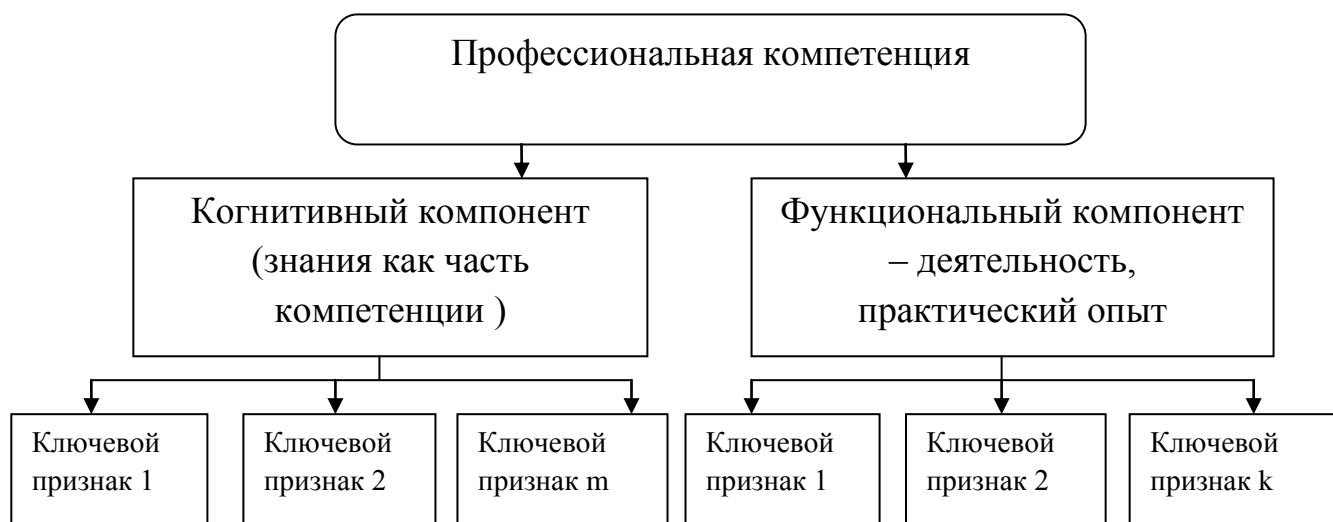 Профессиональная компетенция
Когнитивный компонент
(знания как часть
компетенции )
Функциональный компонент
– деятельность,
практический опыт
Ключевой
признак 1
Ключевой
признак 2
Ключевой
признак m
Ключевой
признак 1
Ключевой
признак 2
Ключевой
признак k